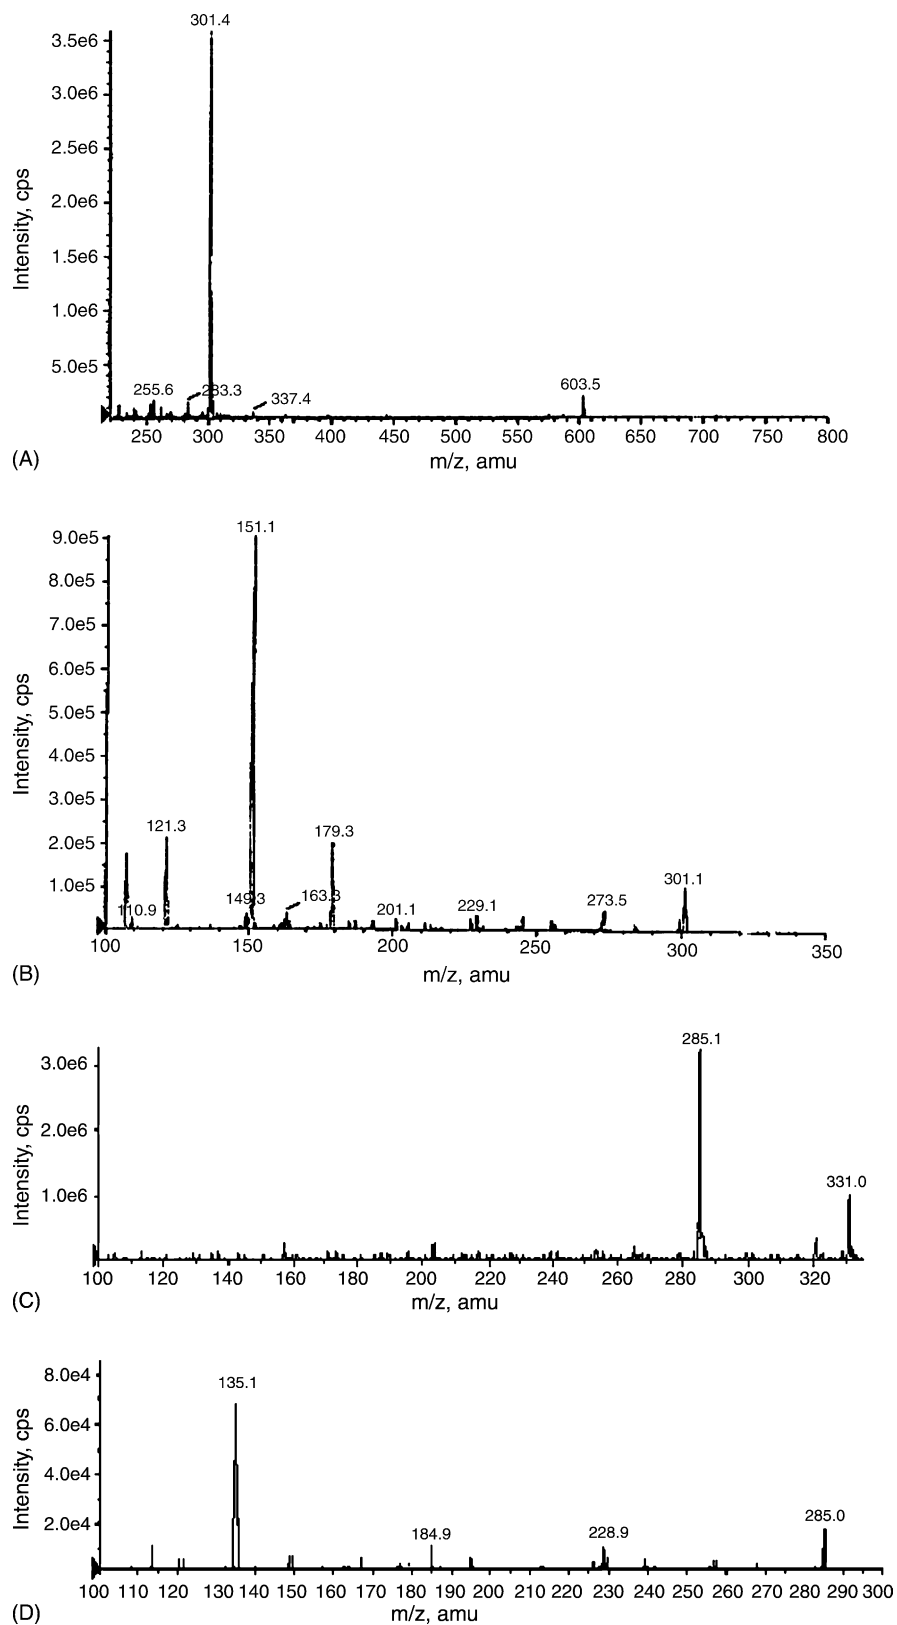 301.4
3.5e6
3.0e6
2.5e6
2.0e6
1.5e6
1.0e6
5.0e5
Intensity, cps
255.6 283.3 337.4 603.5
250 300 350 400 450 500 550 600 650 700 750 800
m/z, amu
(A)
151.1
9.0e5
8.0e5
7.0e5
6.0e5
5.0e5
4.0e5
3.0e5
2.0e5
1.0e5
Intensity, cps
121.3 179.3
110.9 149.3 163.3 201.1 229.1 273.5 301.1
100 150 200 250 300 350
m/z, amu
(B)
285.1
3.0e6
2.0e6
1.0e6
Intensity, cps
331.0
100 120 140 160 180 200 220 240 260 280 300 320
m/z, amu
(C)
8.0e4
6.0e4
4.0e4
2.0e4
Intensity, cps
135.1
184.9 228.9 285.0
100 110 120 130 140 150 160 170 180 190 200 210 220 230 240 250 260 270 280 290 300
m/z, amu
(D)